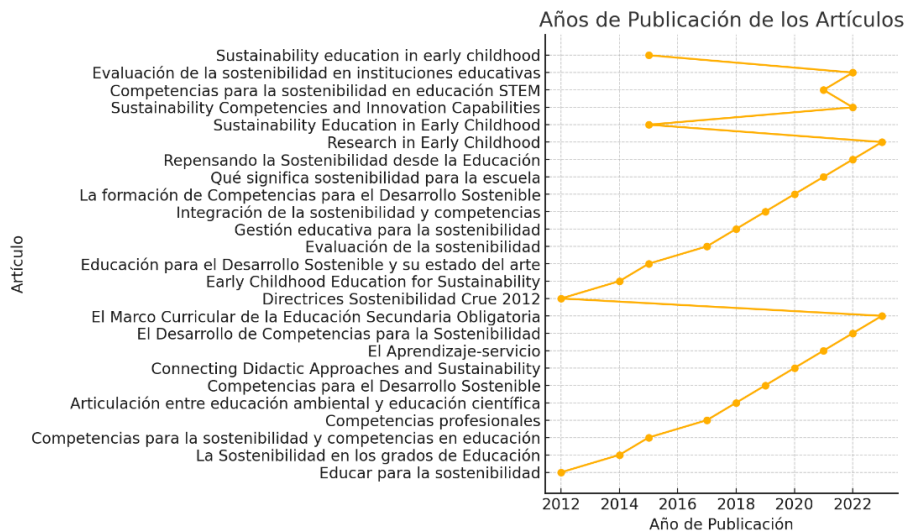 Años de Publicación de los Artículos
Sustainability education in early childhood
Evaluación de la sostenibilidad en instituciones educativas
Competencias para la sostenibilidad en educación STEM
Sustainability Competencies and Innovation Capabilities
Sustainability Education in Early Childhood
Research in Early Childhood
Repensando la Sostenibilidad desde la Educación
Qué significa sostenibilidad para la escuela
La formación de Competencias para el Desarrollo Sostenible
Integración de la sostenibilidad y competencias
Gestión educativa para la sostenibilidad
Evaluación de la sostenibilidad
Educación para el Desarrollo Sostenible y su estado del arte
Early Childhood Education for Sustainability
Directrices Sostenibilidad Crue 2012
El Marco Curricular de la Educación Secundaria Obligatoria
El Desarrollo de Competencias para la Sostenibilidad
El Aprendizaje-servicio
Connecting Didactic Approaches and Sustainability
Competencias para el Desarrollo Sostenible
Articulación entre educación ambiental y educación científica
Competencias profesionales
Competencias para la sostenibilidad y competencias en educación
La Sostenibilidad en los grados de Educación
Educar para la sostenibilidad
Artículo
2012 2014 2016 2018 2020 2022
Año de Publicación